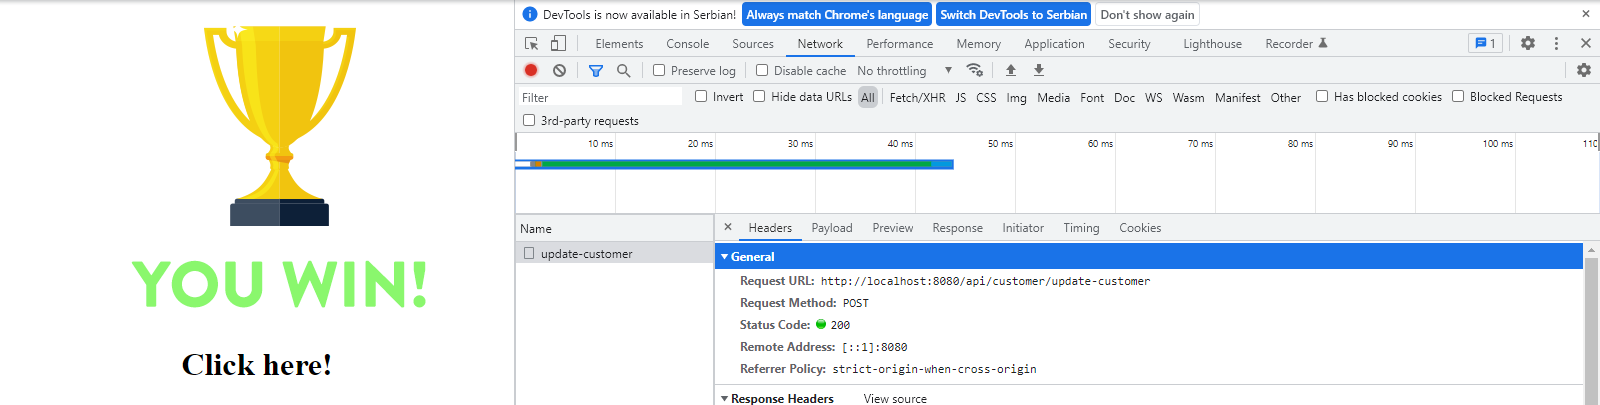 YOU WIN!
Click here!
DevTools is now available in Serbian! Always match Chrome's language Switch DevTools to Serbian Don't show again
Elements Console Sources Network Performance Memory Application Security Lighthouse Recorder 1
Preserve log Disable cache No throttling
Filter Invert Hide data URLs All Fetch/XHR JS CSS Img Media Font Doc WS Wasm Manifest Other Has blocked cookies Blocked Requests
3rd-party requests
10 ms 20 ms 30 ms 40 ms 50 ms 60 ms 70 ms 80 ms 90 ms 100 ms 110
Name Headers Payload Preview Response Initiator Timing Cookies
update-customer
General
Request URL: http://localhost:8080/api/customer/update-customer
Request Method: POST
Status Code: 200
Remote Address: [::1]:8080
Referrer Policy: strict-origin-when-cross-origin
Response Headers View source